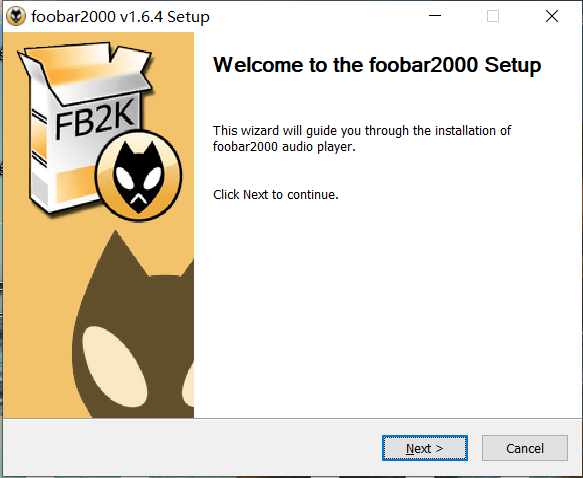 foobar2000 v1.6.4 Setup
FB2K
Welcome to the foobar2000 Setup
This wizard will guide you through the installation of
foobar2000 audio player.
Click Next to continue.
Next >
Cancel